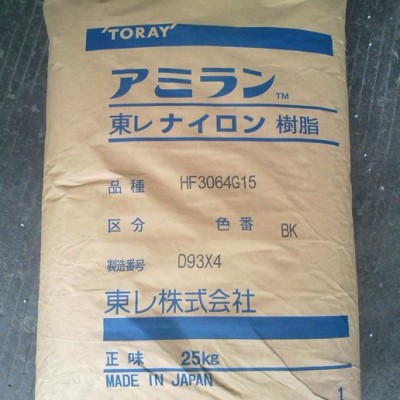 'TORAY'
アミラン™
東レ ナイロン 樹脂
品種 HF3064G15
区分 色番 BK
製造番号 D93X4
東レ株式会社
正味 25kg
MADE IN JAPAN
1